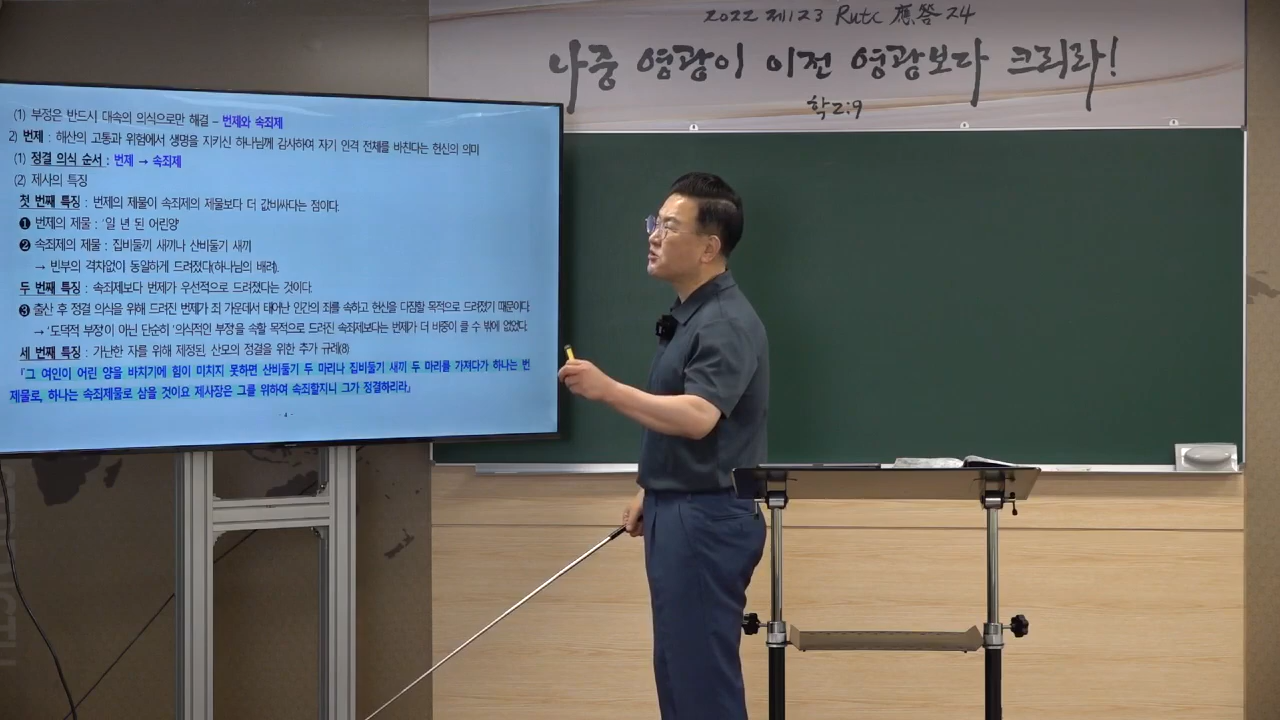 2022 제123 Rutc 應答 24
나중 영광이 이전 영광보다 크리라!
학2:9
(1) 부정은 반드시 대속의 의식으로만 해결 – 번제와 속죄제
2) 번제 : 해산의 고통과 위험에서 생명을 지키신 하나님께 감사하여 자기 인격 전체를 바친다는 헌신의 의미
(1) 정결 의식 순서 : 번제 → 속죄제
(2) 제사의 특징
첫 번째 특징 : 번제의 제물이 속죄제의 제물보다 더 값비싸다는 점이다.
❶ 번제의 제물 : '일 년 된 어린양'
❷ 속죄제의 제물 : 집비둘기 새끼나 산비둘기 새끼
→ 빈부의 격차없이 동일하게 드려졌다(하나님의 배려).
두 번째 특징 : 속죄제보다 번제가 우선적으로 드려졌다는 것이다.
❸ 출산 후 정결 의식을 위해 드려진 번제가 죄 가운데서 태어난 인간의 죄를 속하고 헌신을 다짐할 목적으로 드려졌기 때문이다.
→ '도덕적 부정'이 아닌 단순히 '의식적인 부정'을 속할 목적으로 드려진 속죄제보다는 번제가 더 비중이 클 수 밖에 없었다.
세 번째 특징 : 가난한 자를 위해 제정된, 산모의 정결을 위한 추가 규례(8)
『그 여인이 어린 양을 바치기에 힘이 미치지 못하면 산비둘기 두 마리나 집비둘기 새끼 두 마리를 가져다가 하나는 번
제물로, 하나는 속죄제물로 삼을 것이요 제사장은 그를 위하여 속죄할지니 그가 정결하리라』
- 4 -